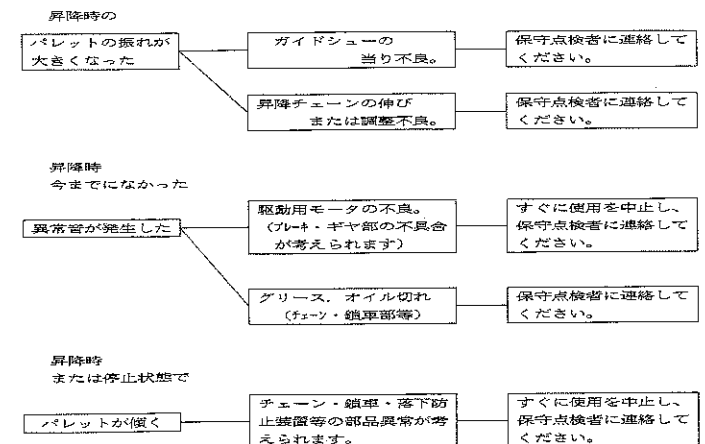 昇降時の
パレットの振れが
大きくなった
ガイドシューの
当り不良。
保守点検者に連絡して
ください。
昇降チェーンの伸び
または調整不良。
保守点検者に連絡して
ください。
昇降時
今までになかった
異常音が発生した
駆動用モータの不良。
(ブレーキ・ギヤ部の不具合
が考えられます)
すぐに使用を中止し、
保守点検者に連絡して
ください。
グリース．オイル切れ
(チェーン・鎖車部等)
保守点検者に連絡して
ください。
昇降時
または停止状態で
パレットが傾く
チェーン・鎖車・落下防
止装置等の部品異常が考
えられます。
すぐに使用を中止し、
保守点検者に連絡して
ください。